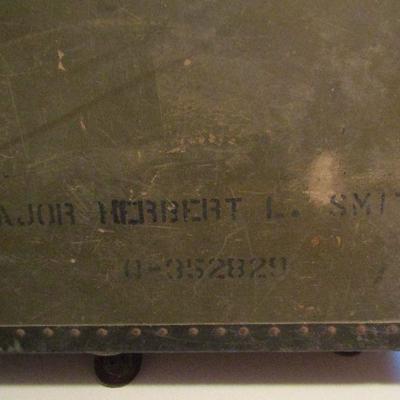 AJOR HERBERT L. SMIT
O-352829